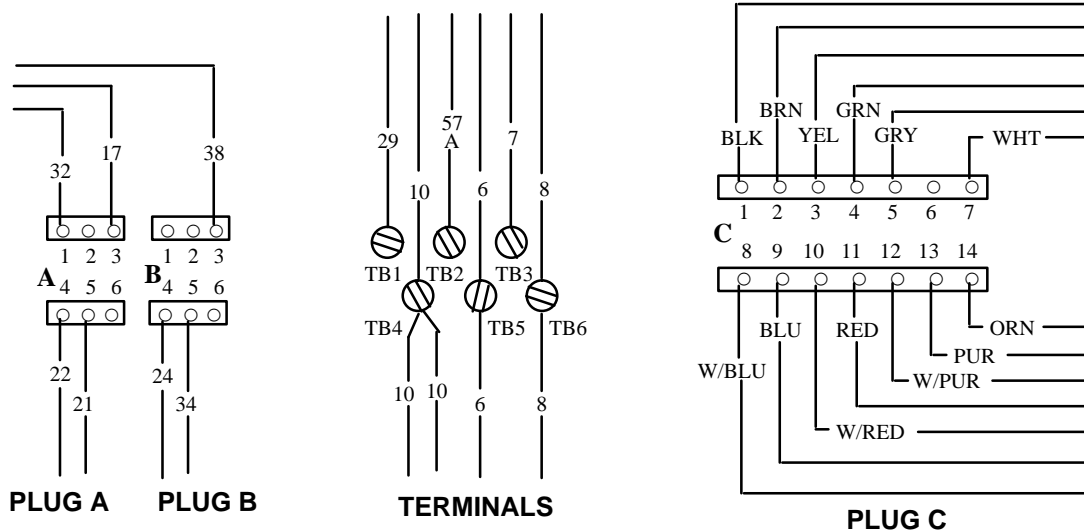 32 17 38
1 2 3 1 2 3
A B
4 5 6 4 5 6
22 21 24 34
PLUG A PLUG B
29 10 57 A 6 7 8
TB1 TB2 TB3
TB4 TB5 TB6
10 10 6 8
TERMINALS
BLK BRN YEL GRN GRY WHT
1 2 3 4 5 6 7
C
8 9 10 11 12 13 14
W/BLU BLU W/RED RED W/PUR PUR ORN
PLUG C